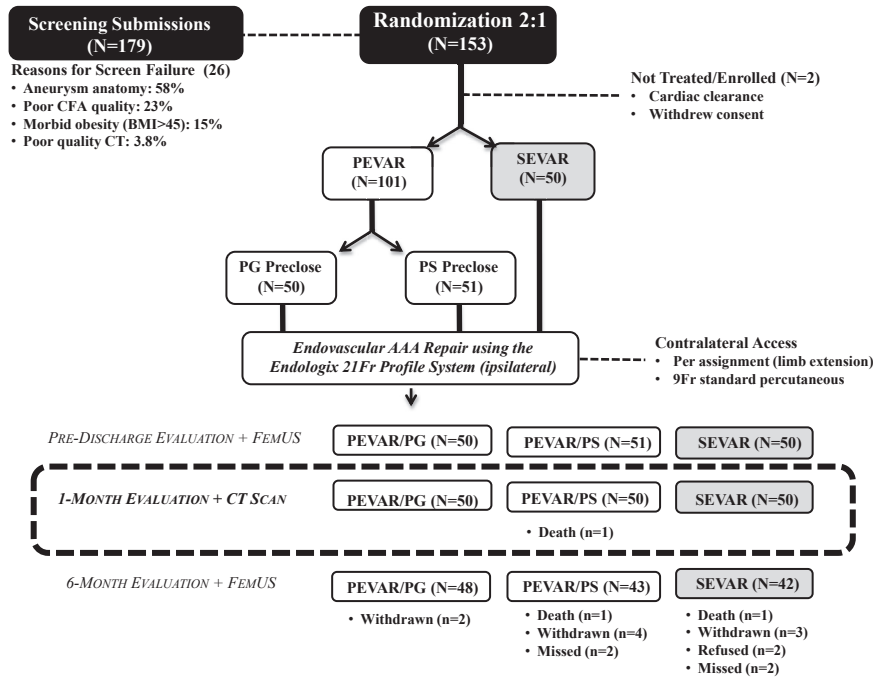 Screening Submissions
(N=179)
Randomization 2:1
(N=153)
Reasons for Screen Failure (26)
• Aneurysm anatomy: 58%
• Poor CFA quality: 23%
• Morbid obesity (BMI>45): 15%
• Poor quality CT: 3.8%
Not Treated/Enrolled (N=2)
• Cardiac clearance
• Withdrew consent
PEVAR
(N=101)
SEVAR
(N=50)
PG Preclose
(N=50)
PS Preclose
(N=51)
Endovascular AAA Repair using the
Endologix 21Fr Profile System (ipsilateral)
Contralateral Access
• Per assignment (limb extension)
• 9Fr standard percutaneous
PRE-DISCHARGE EVALUATION + FEMUS
PEVAR/PG (N=50)
PEVAR/PS (N=51)
SEVAR (N=50)
1-MONTH EVALUATION + CT SCAN
PEVAR/PG (N=50)
PEVAR/PS (N=50)
SEVAR (N=50)
• Death (n=1)
6-MONTH EVALUATION + FEMUS
PEVAR/PG (N=48)
PEVAR/PS (N=43)
SEVAR (N=42)
• Withdrawn (n=2)
• Death (n=1)
• Withdrawn (n=4)
• Missed (n=2)
• Death (n=1)
• Withdrawn (n=3)
• Refused (n=2)
• Missed (n=2)